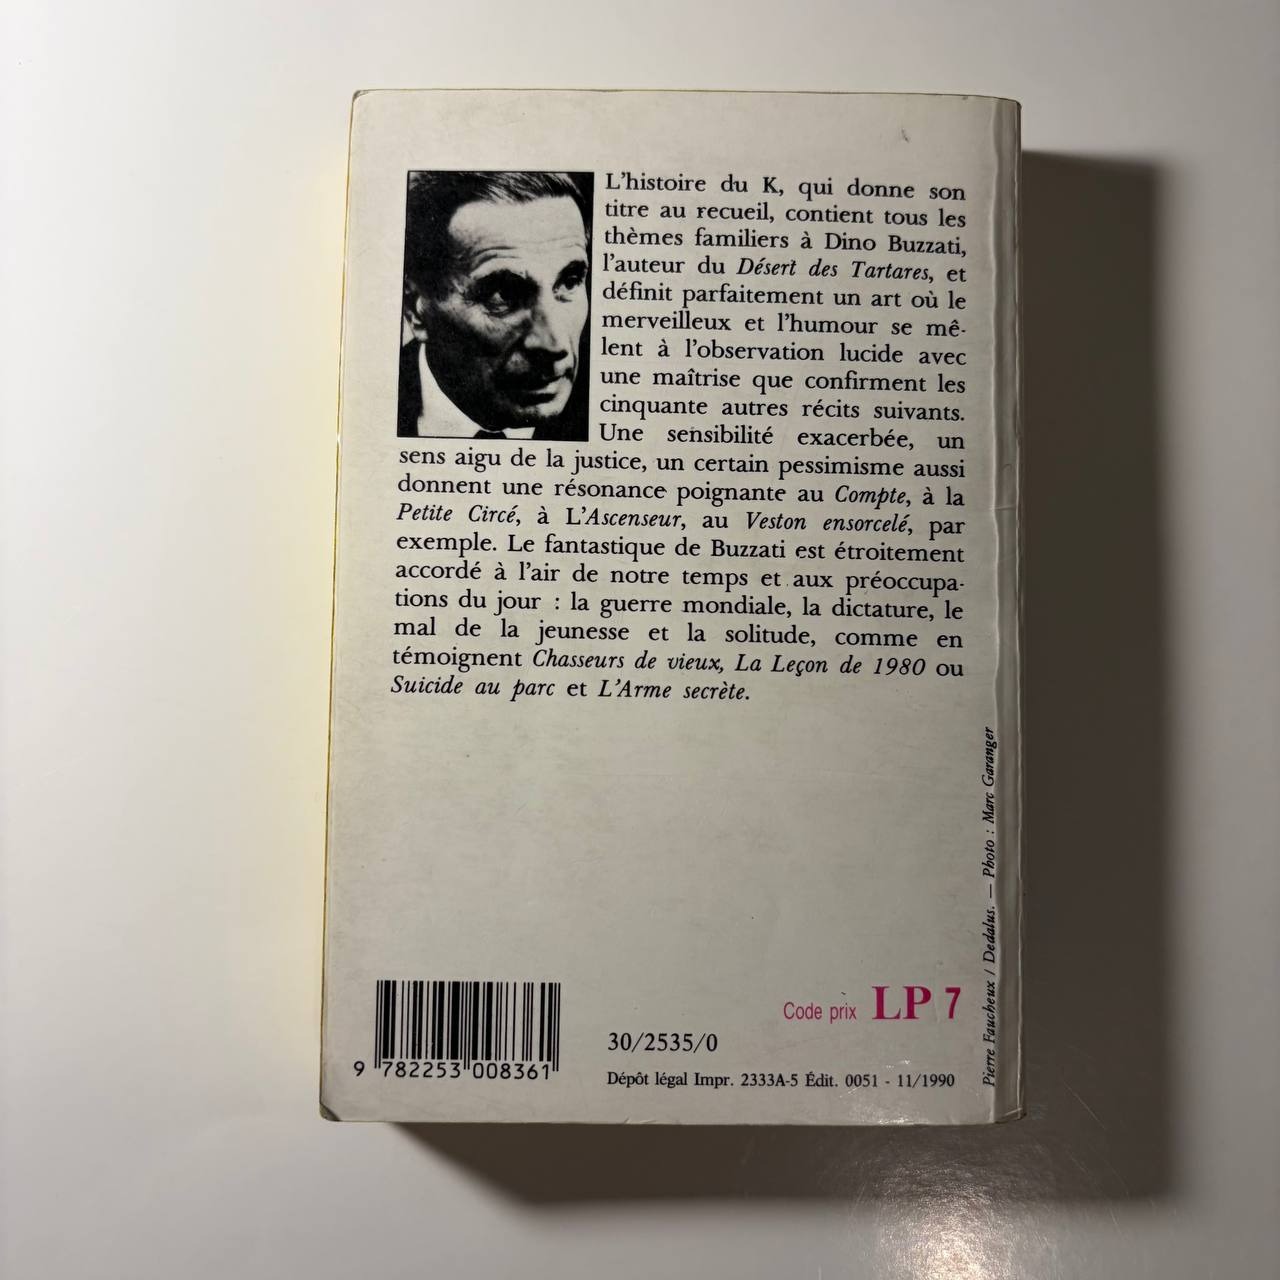 L'histoire du K, qui donne son
titre au recueil, contient tous les
thèmes familiers à Dino Buzzati,
l'auteur du Désert des Tartares, et
définit parfaitement un art où le
merveilleux et l'humour se mê-
lent à l'observation lucide avec
une maîtrise que confirment les
cinquante autres récits suivants.
Une sensibilité exacerbée, un
sens aigu de la justice, un certain pessimisme aussi
donnent une résonance poignante au Compte, à la
Petite Circé, à L'Ascenseur, au Veston ensorcelé, par
exemple. Le fantastique de Buzzati est étroitement
accordé à l'air de notre temps et aux préoccupa-
tions du jour : la guerre mondiale, la dictature, le
mal de la jeunesse et la solitude, comme en
témoignent Chasseurs de vieux, La Leçon de 1980 ou
Suicide au parc et L'Arme secrète.
Pierre Faucheux / Dedalus. — Photo : Marc Garanger
Code prix LP 7
30/2535/0
Dépôt légal Impr. 2333A-5 Édit. 0051 - 11/1990
9 782253 008361